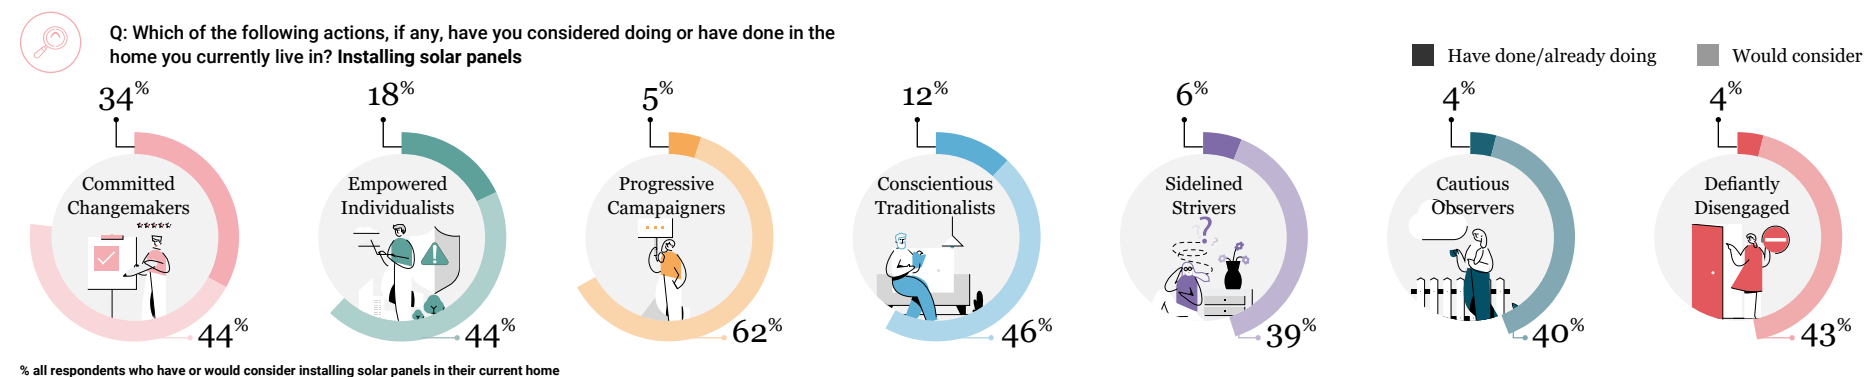 Q: Which of the following actions, if any, have you considered doing or have done in the
home you currently live in? Installing solar panels
Have done/already doing
Would consider
34%
Committed
Changemakers
44%
18%
Empowered
Individualists
44%
5%
Progressive
Camapaigners
62%
12%
Conscientious
Traditionalists
46%
6%
Sidelined
Strivers
39%
4%
Cautious
Observers
40%
4%
Defiantly
Disengaged
43%
% all respondents who have or would consider installing solar panels in their current home